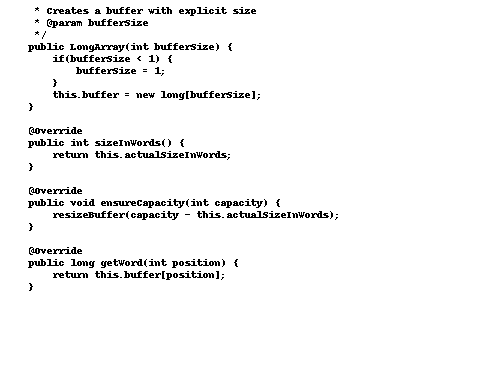 * Creates a buffer with explicit size
 * @param bufferSize
 */
public LongArray(int bufferSize) {
    if(bufferSize < 1) {
        bufferSize = 1;
    }
    this.buffer = new long[bufferSize];
}

@Override
public int sizeInWords() {
    return this.actualSizeInWords;
}

@Override
public void ensureCapacity(int capacity) {
    resizeBuffer(capacity - this.actualSizeInWords);
}

@Override
public long getWord(int position) {
    return this.buffer[position];
}